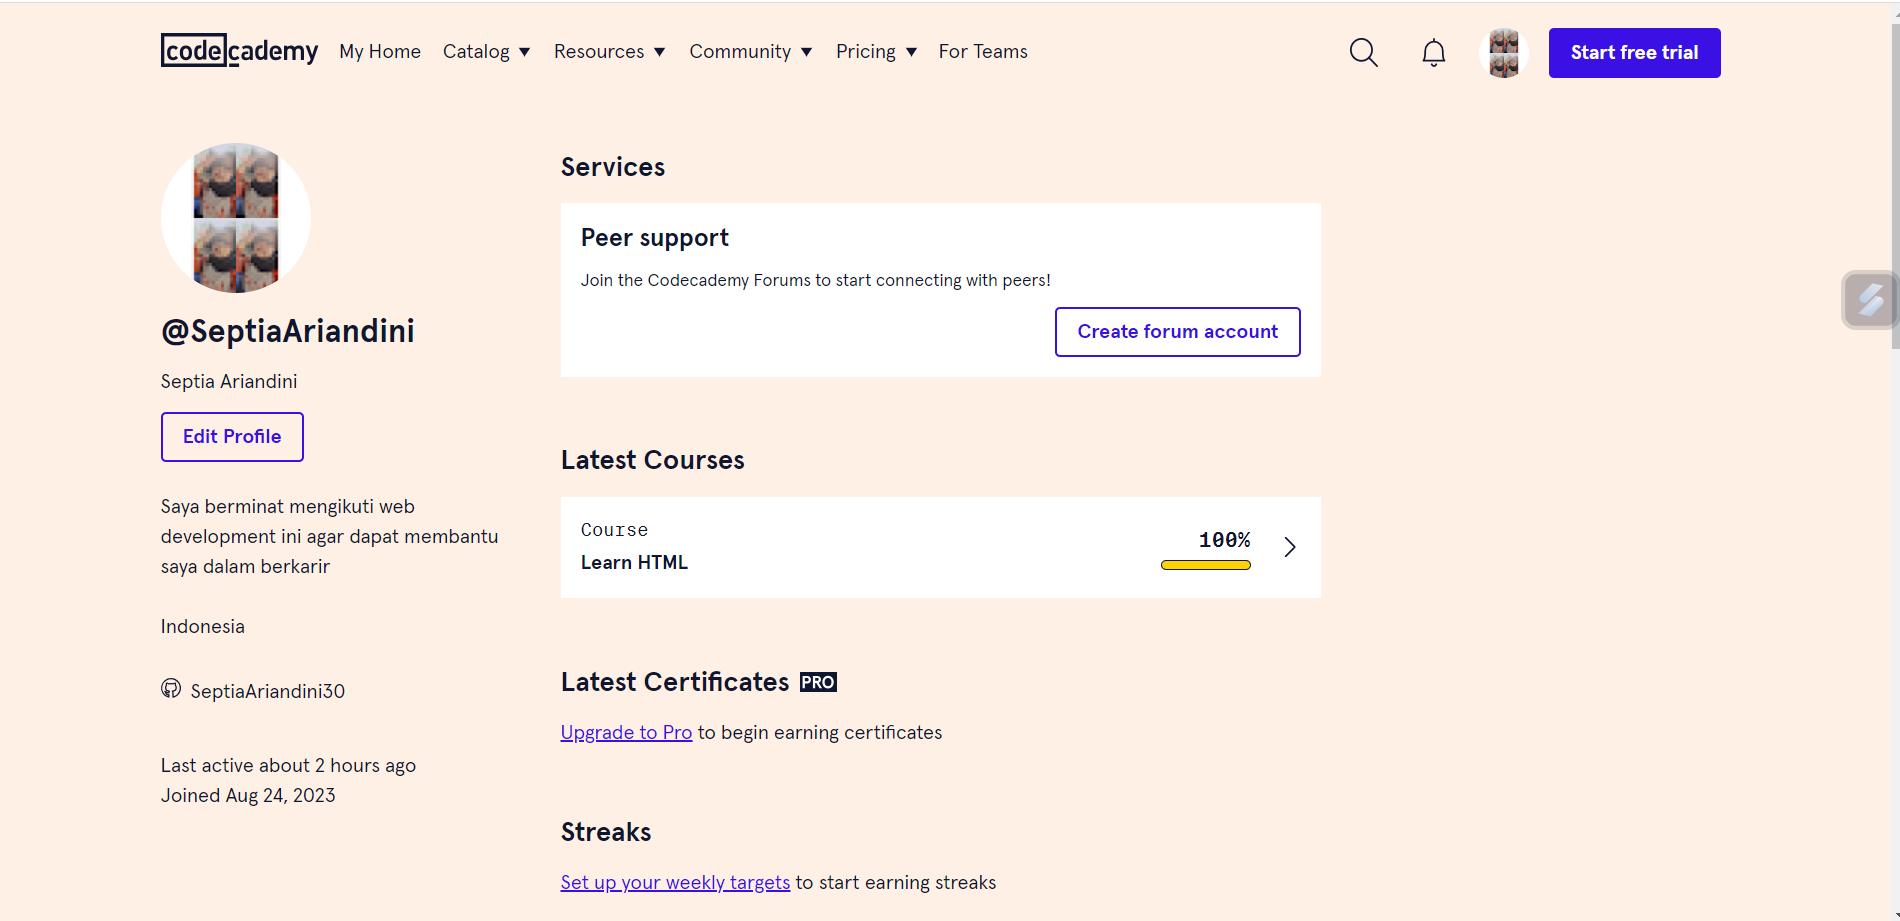 codecademy
My Home
Catalog
Resources
Community
Pricing
For Teams
Start free trial
@SeptiaAriandini
Septia Ariandini
Edit Profile
Saya berminat mengikuti web
development ini agar dapat membantu
saya dalam berkarir
Indonesia
SeptiaAriandini30
Last active about 2 hours ago
Joined Aug 24, 2023
Services
Peer support
Join the Codecademy Forums to start connecting with peers!
Create forum account
Latest Courses
Course
Learn HTML
100%
Latest Certificates PRO
Upgrade to Pro to begin earning certificates
Streaks
Set up your weekly targets to start earning streaks